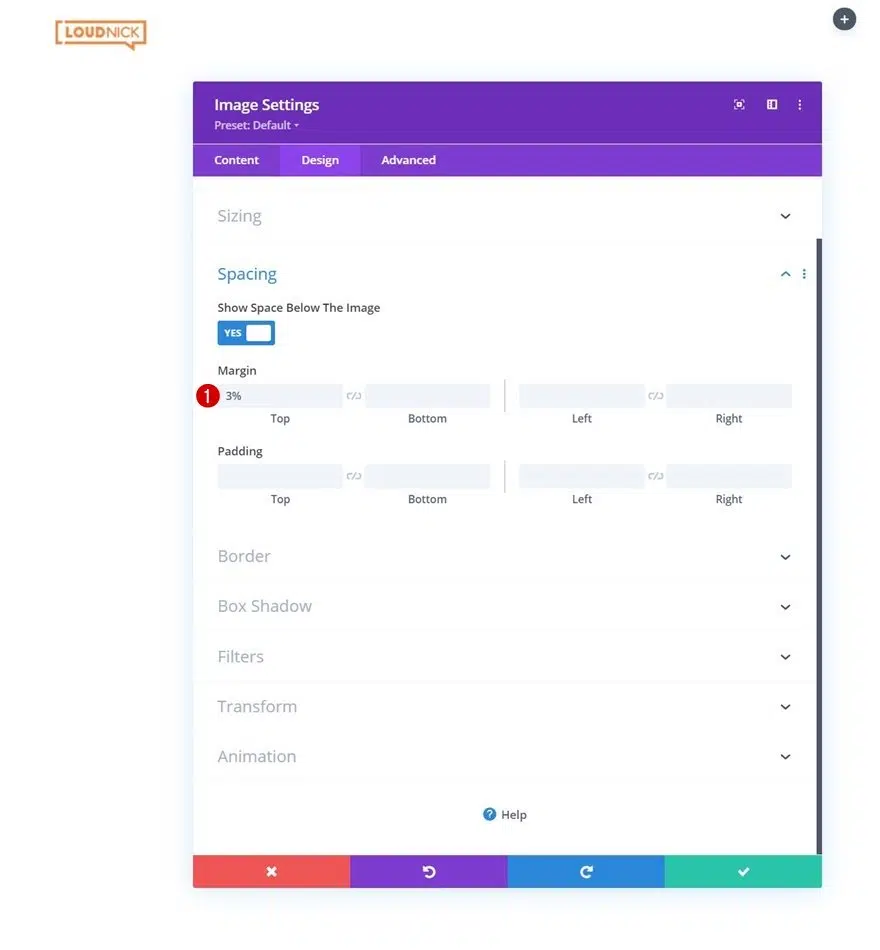 LOUDNICK
Image Settings
Preset: Default
Content Design Advanced
Sizing
Spacing
Show Space Below The Image
YES
Margin
1 3%
Top Bottom Left Right
Padding
Top Bottom Left Right
Border
Box Shadow
Filters
Transform
Animation
? Help